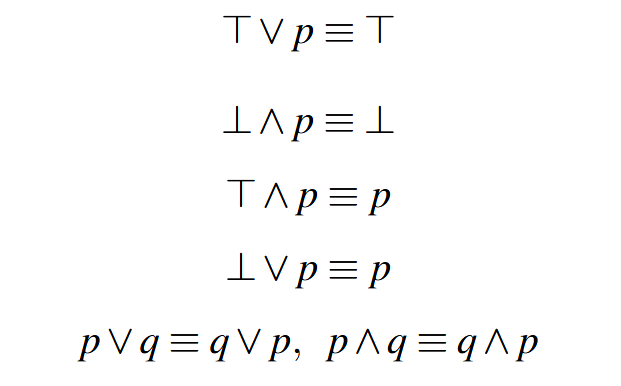 ⊤ ∨ p ≡ ⊤
⊥ ∧ p ≡ ⊥
⊤ ∧ p ≡ p
⊥ ∨ p ≡ p
p ∨ q ≡ q ∨ p, p ∧ q ≡ q ∧ p